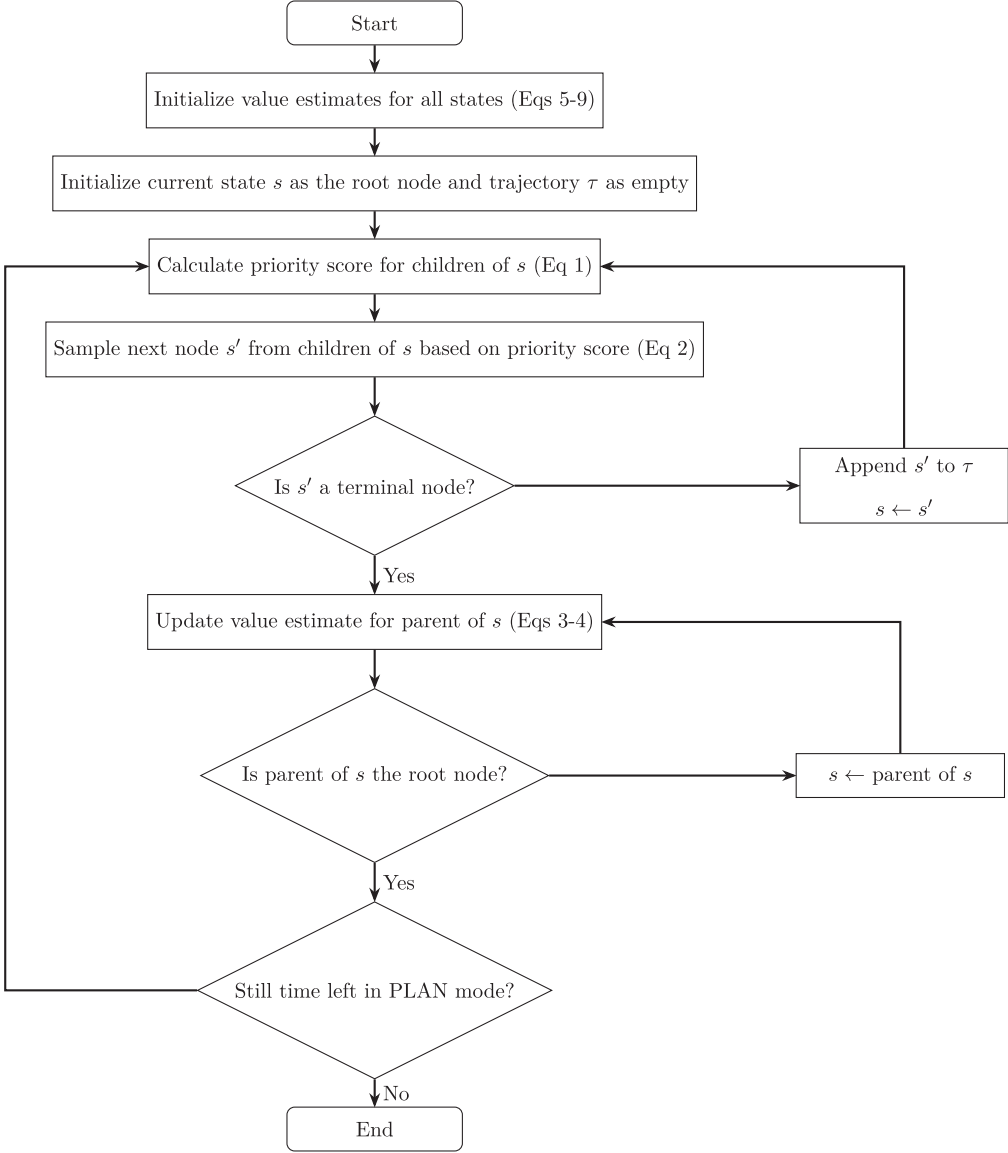 Start
Initialize value estimates for all states (Eqs 5-9)
Initialize current state s as the root node and trajectory τ as empty
Calculate priority score for children of s (Eq 1)
Sample next node s′ from children of s based on priority score (Eq 2)
Is s′ a terminal node?
Append s′ to τ
s ← s′
Yes
Update value estimate for parent of s (Eqs 3-4)
Is parent of s the root node?
s ← parent of s
Yes
Still time left in PLAN mode?
No
End